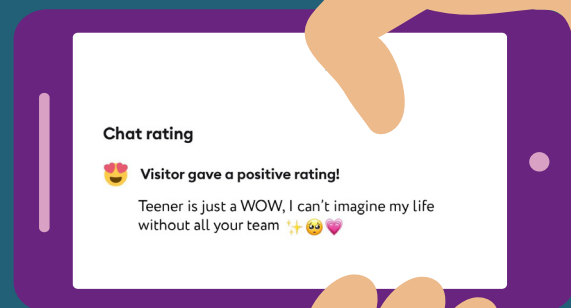 Chat rating
😍 Visitor gave a positive rating!
Teener is just a WOW, I can't imagine my life
without all your team ✨🥺💗